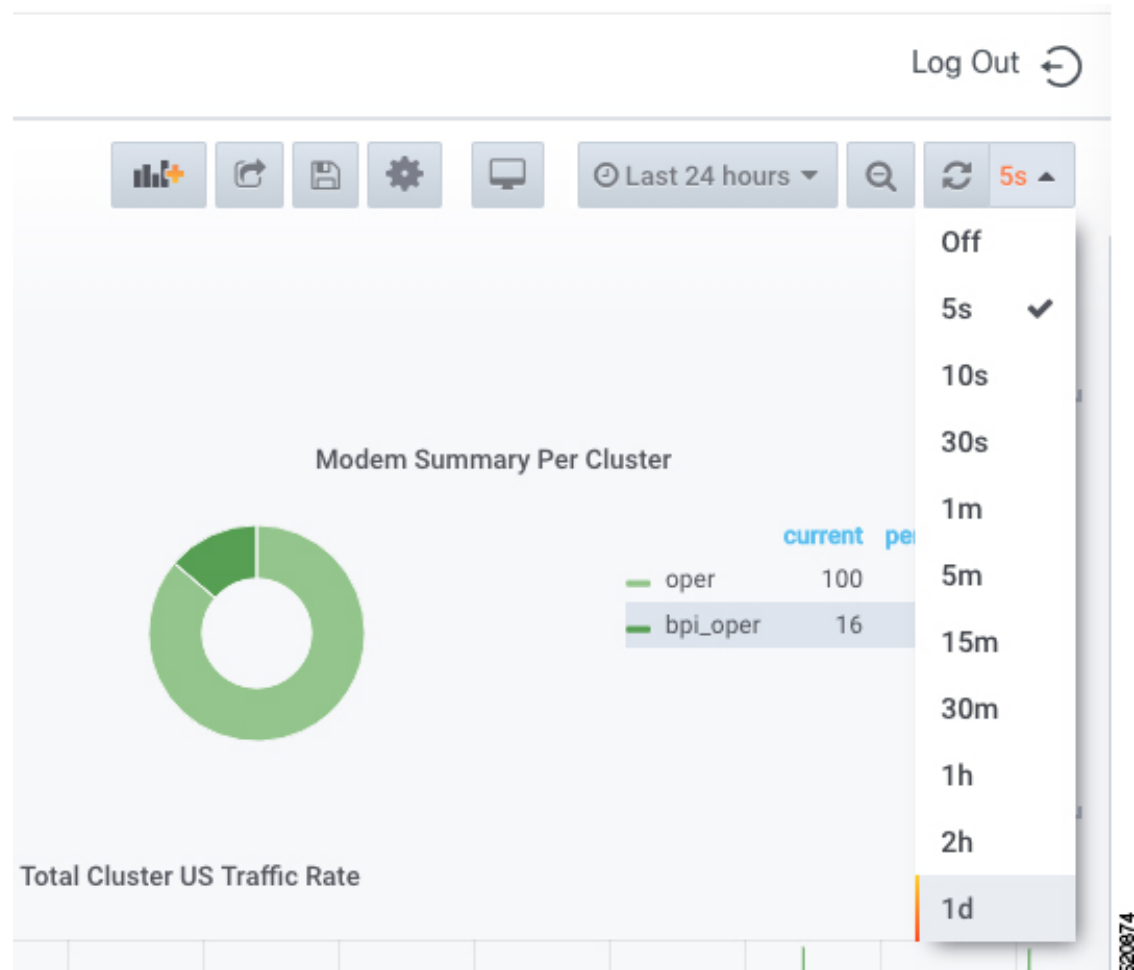 Log Out
Last 24 hours
5s
Off
5s
10s
30s
1m
5m
15m
30m
1h
2h
1d
Modem Summary Per Cluster
current
oper 100
bpi_oper 16
Total Cluster US Traffic Rate
520874